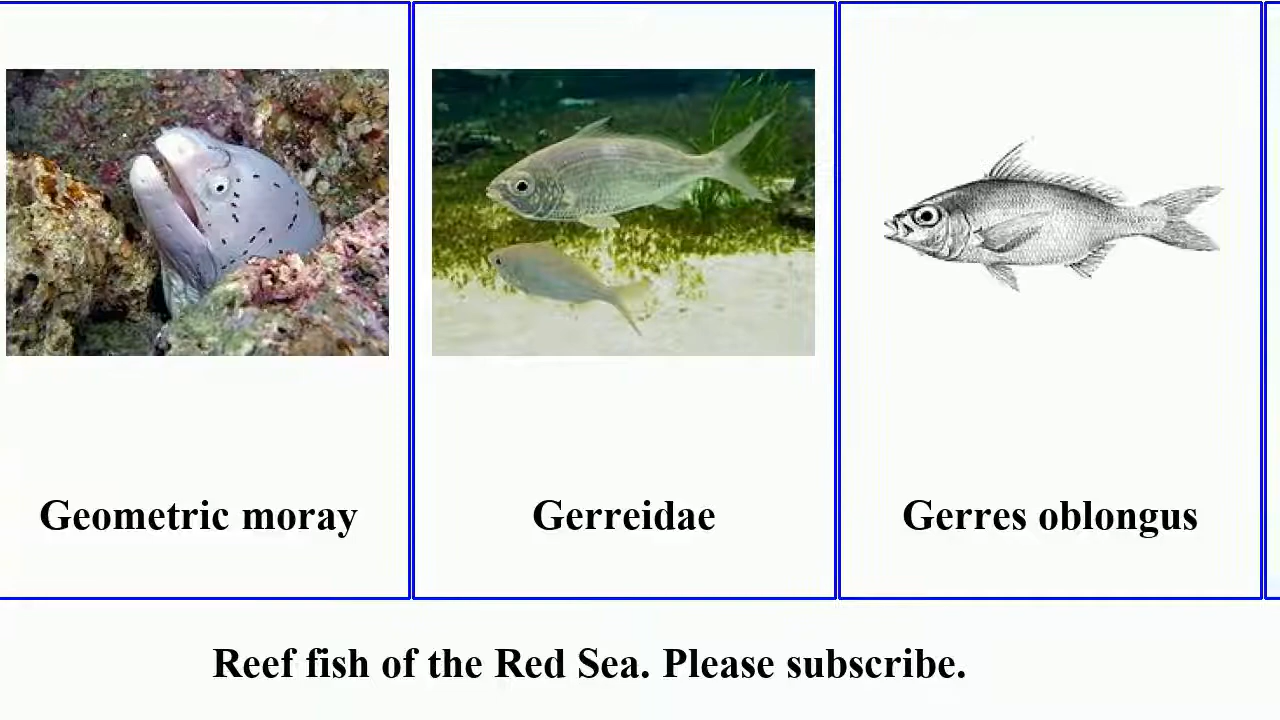 Geometric moray
Gerreidae
Gerres oblongus
Reef fish of the Red Sea. Please subscribe.